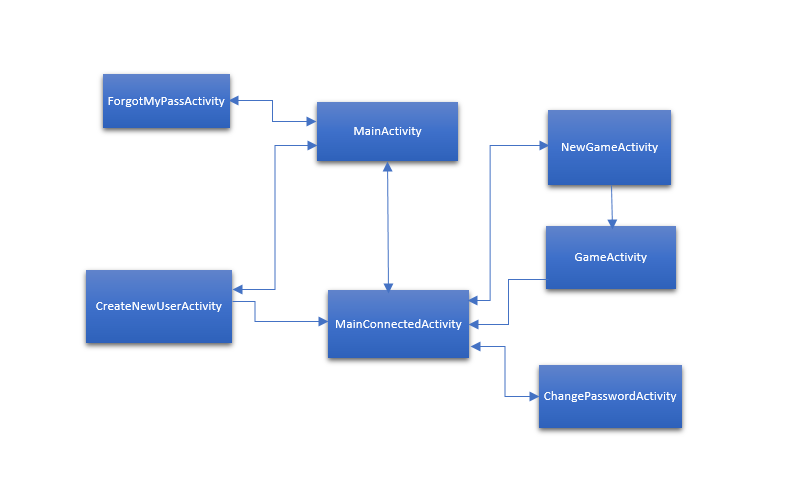 ForgotMyPassActivity
MainActivity
NewGameActivity
GameActivity
CreateNewUserActivity
MainConnectedActivity
ChangePasswordActivity